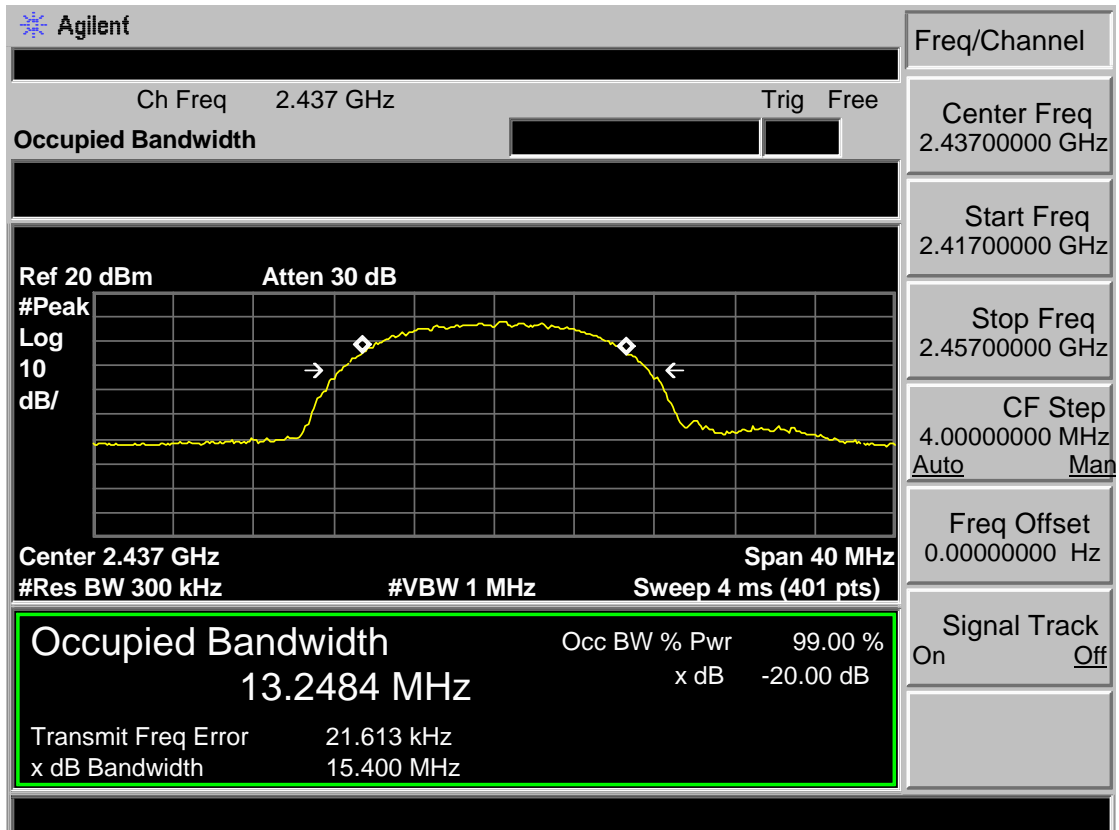 Agilent
Ch Freq 2.437 GHz Trig Free
Occupied Bandwidth
Ref 20 dBm Atten 30 dB
#Peak
Log
10
dB/
Center 2.437 GHz Span 40 MHz
#Res BW 300 kHz #VBW 1 MHz Sweep 4 ms (401 pts)
Occupied Bandwidth
13.2484 MHz
Occ BW % Pwr 99.00 %
x dB -20.00 dB
Transmit Freq Error 21.613 kHz
x dB Bandwidth 15.400 MHz
Freq/Channel
Center Freq
2.43700000 GHz
Start Freq
2.41700000 GHz
Stop Freq
2.45700000 GHz
CF Step
4.00000000 MHz
Auto Man
Freq Offset
0.00000000 Hz
Signal Track
On Off